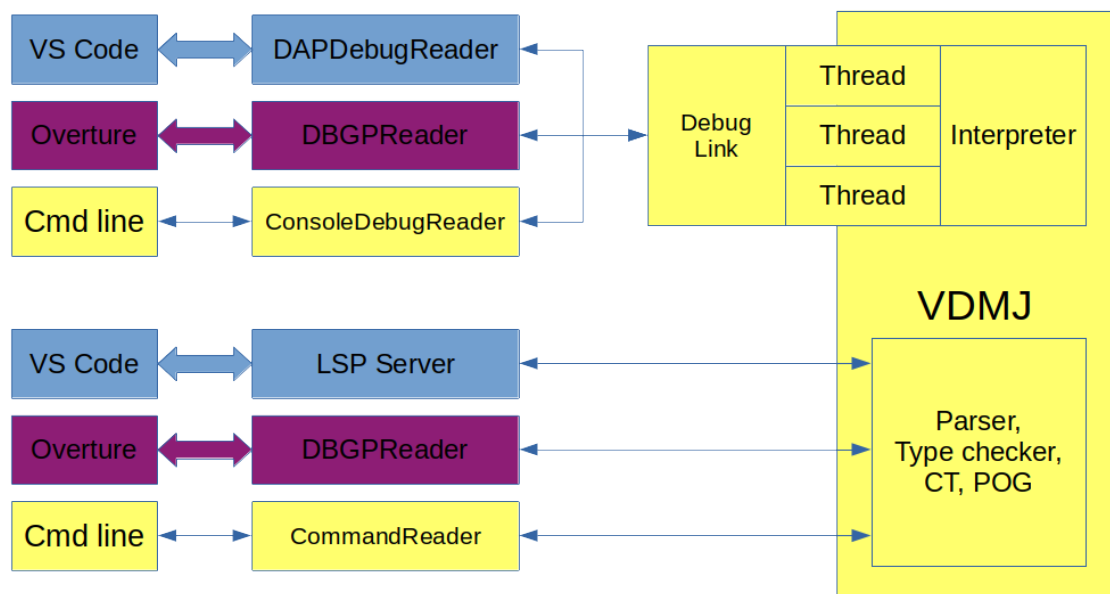 VS Code
DAPDebugReader
Overture
DBGPReader
Cmd line
ConsoleDebugReader
Debug
Link
Thread
Thread
Thread
Interpreter
VDMJ
VS Code
LSP Server
Overture
DBGPReader
Cmd line
CommandReader
Parser,
Type checker,
CT, POG